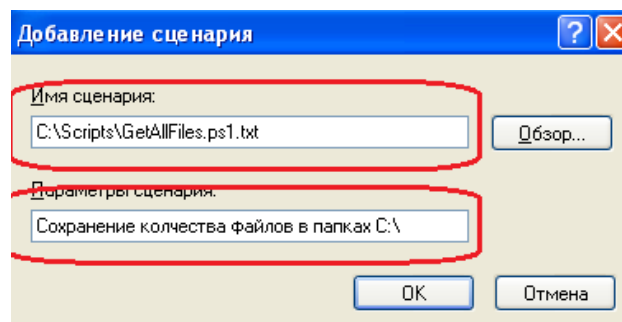 Добавление сценария
?
Имя сценария:
C:\Scripts\GetAllFiles.ps1.txt
Обзор...
Параметры сценария:
Сохранение колчества файлов в папках C:\
OK
Отмена